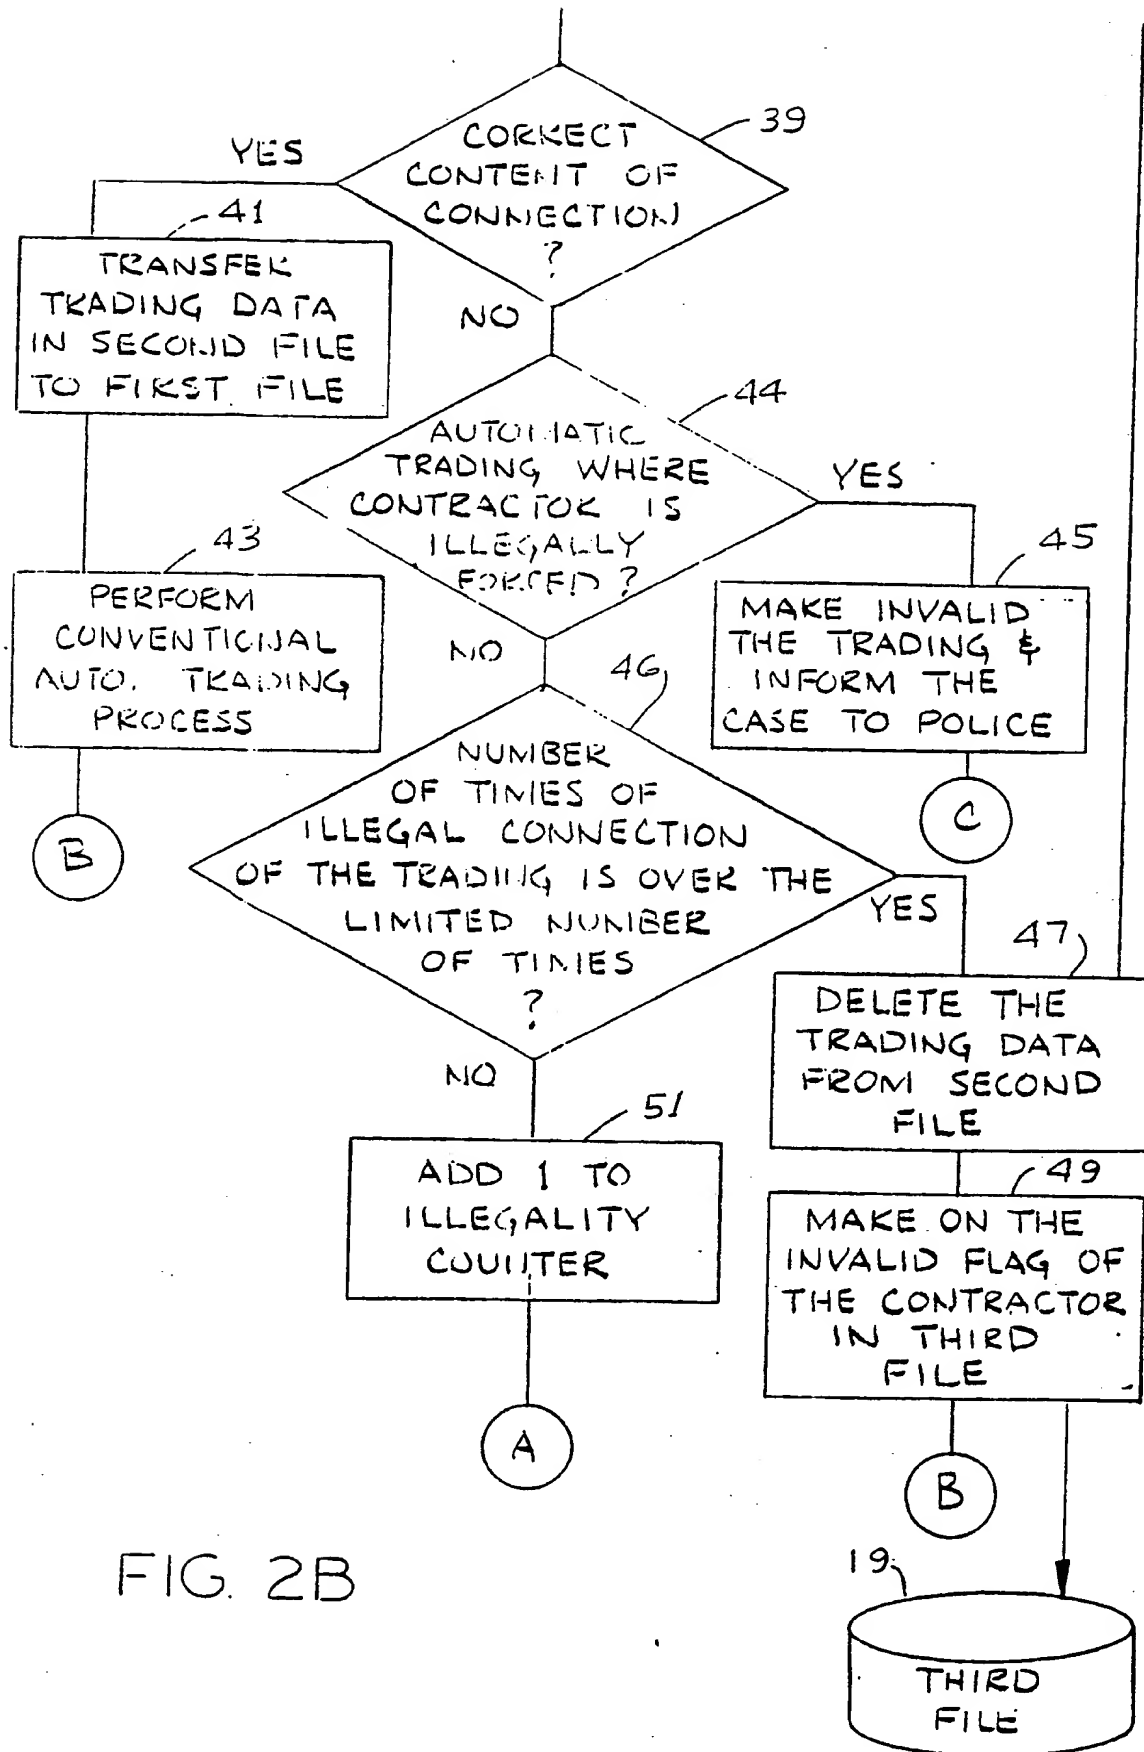 39
CORRECT
CONTENT OF
CONNECTION
?
YES
NO
41
TRANSFER
TRADING DATA
IN SECOND FILE
TO FIRST FILE
44
AUTOMATIC
TRADING WHERE
CONTRACTOR IS
ILLEGALLY
FORCED ?
YES
NO
43
PERFORM
CONVENTIONAL
AUTO. TRADING
PROCESS
B
45
MAKE INVALID
THE TRADING &
INFORM THE
CASE TO POLICE
C
46
NUMBER
OF TIMES OF
ILLEGAL CONNECTION
OF THE TRADING IS OVER THE
LIMITED NUMBER
OF TIMES
?
YES
NO
47
DELETE THE
TRADING DATA
FROM SECOND
FILE
51
ADD 1 TO
ILLEGALITY
COUNTER
A
49
MAKE ON THE
INVALID FLAG OF
THE CONTRACTOR
IN THIRD
FILE
B
19
THIRD
FILE
FIG. 2B